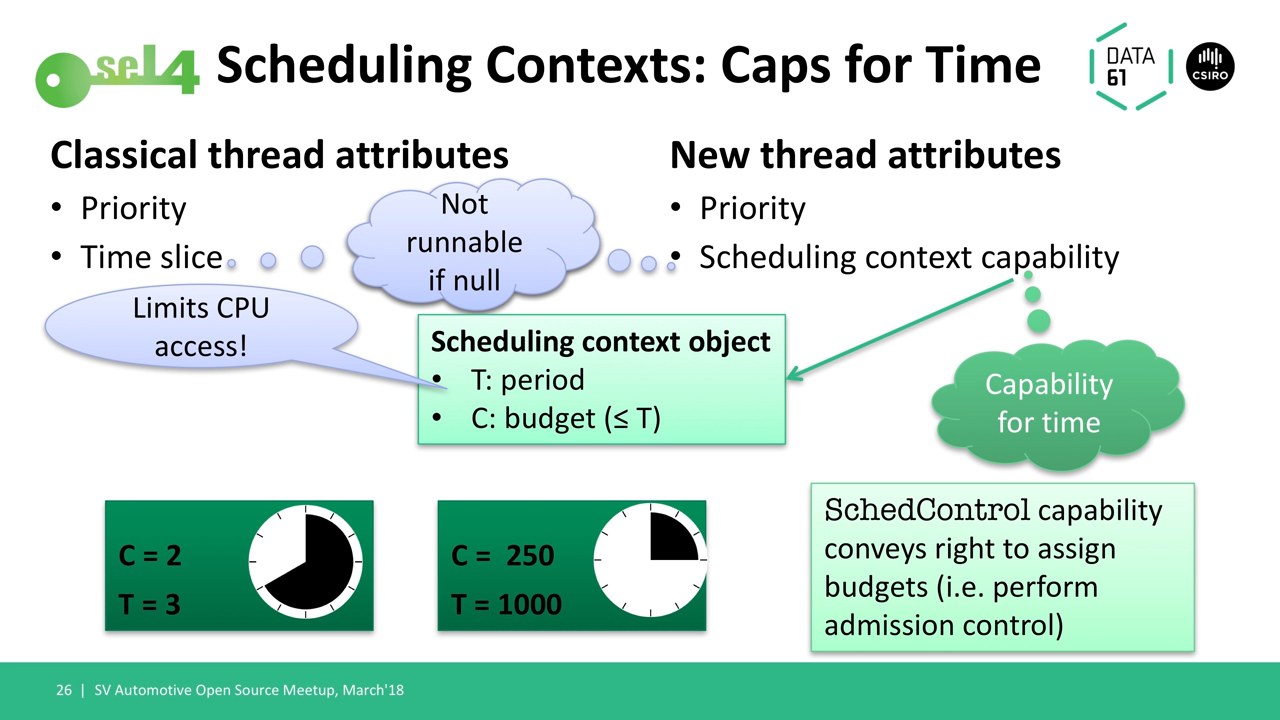 seL4
Scheduling Contexts: Caps for Time
DATA
61
CSIRO
Classical thread attributes
• Priority
• Time slice
Not
runnable
if null
New thread attributes
• Priority
• Scheduling context capability
Limits CPU
access!
Scheduling context object
• T: period
• C: budget (≤ T)
Capability
for time
C = 2
T = 3
C = 250
T = 1000
SchedControl capability
conveys right to assign
budgets (i.e. perform
admission control)
26 | SV Automotive Open Source Meetup, March'18